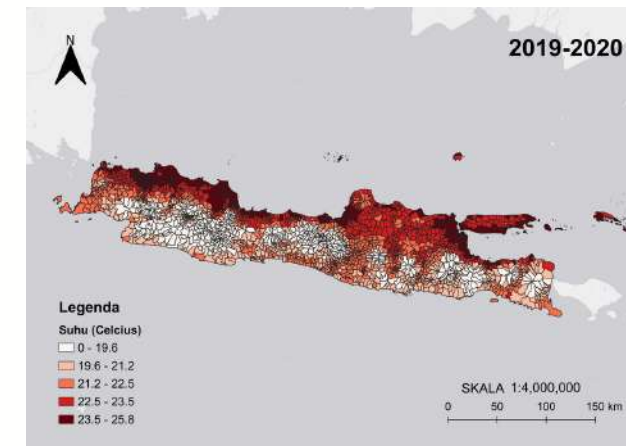 N
2019-2020
Legenda
Suhu (Celcius)
0 - 19.6
19.6 - 21.2
21.2 - 22.5
22.5 - 23.5
23.5 - 25.8
SKALA 1:4,000,000
0 50 100 150 km